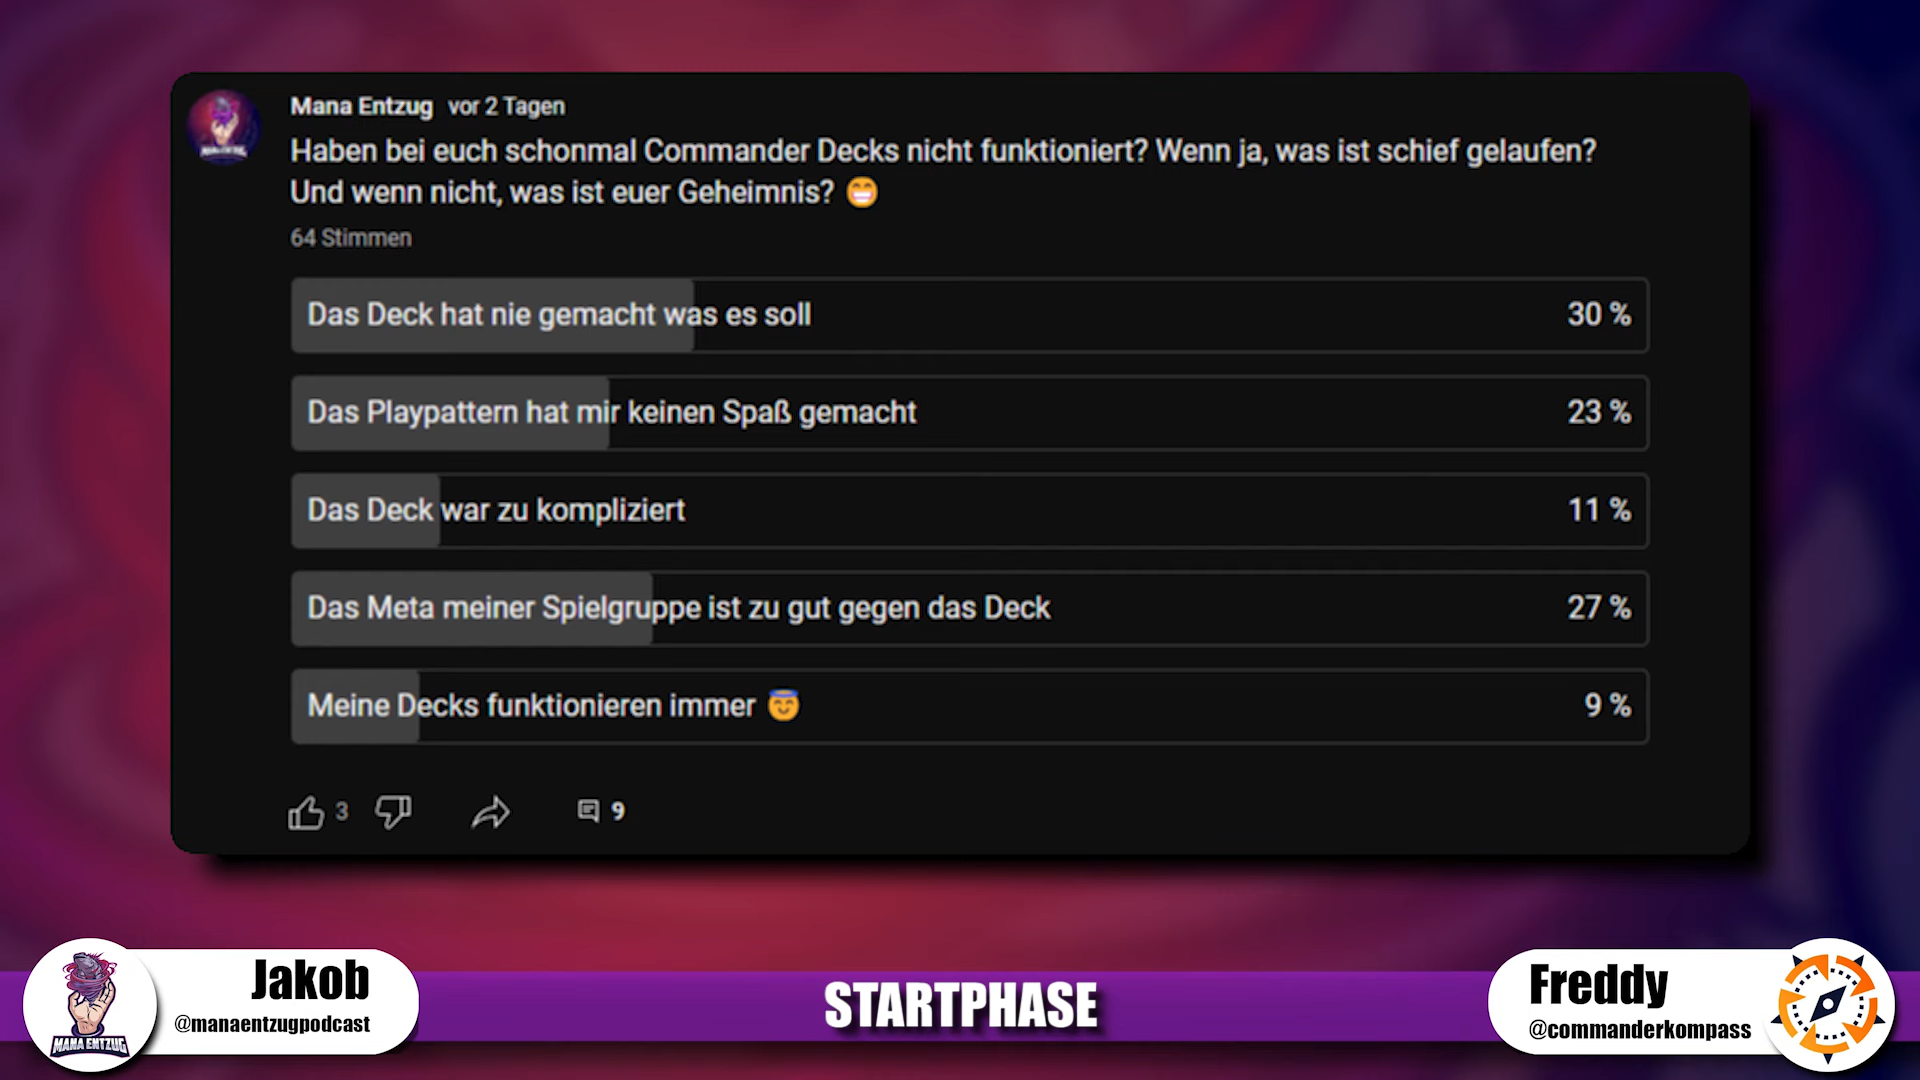 Mana Entzug vor 2 Tagen
Haben bei euch schonmal Commander Decks nicht funktioniert? Wenn ja, was ist schief gelaufen?
Und wenn nicht, was ist euer Geheimnis? 😁
64 Stimmen
Das Deck hat nie gemacht was es soll 30 %
Das Playpattern hat mir keinen Spaß gemacht 23 %
Das Deck war zu kompliziert 11 %
Das Meta meiner Spielgruppe ist zu gut gegen das Deck 27 %
Meine Decks funktionieren immer 😇 9 %
3 9
Jakob
@manaentzugpodcast
MANA ENTZUG
STARTPHASE
Freddy
@commanderkompass